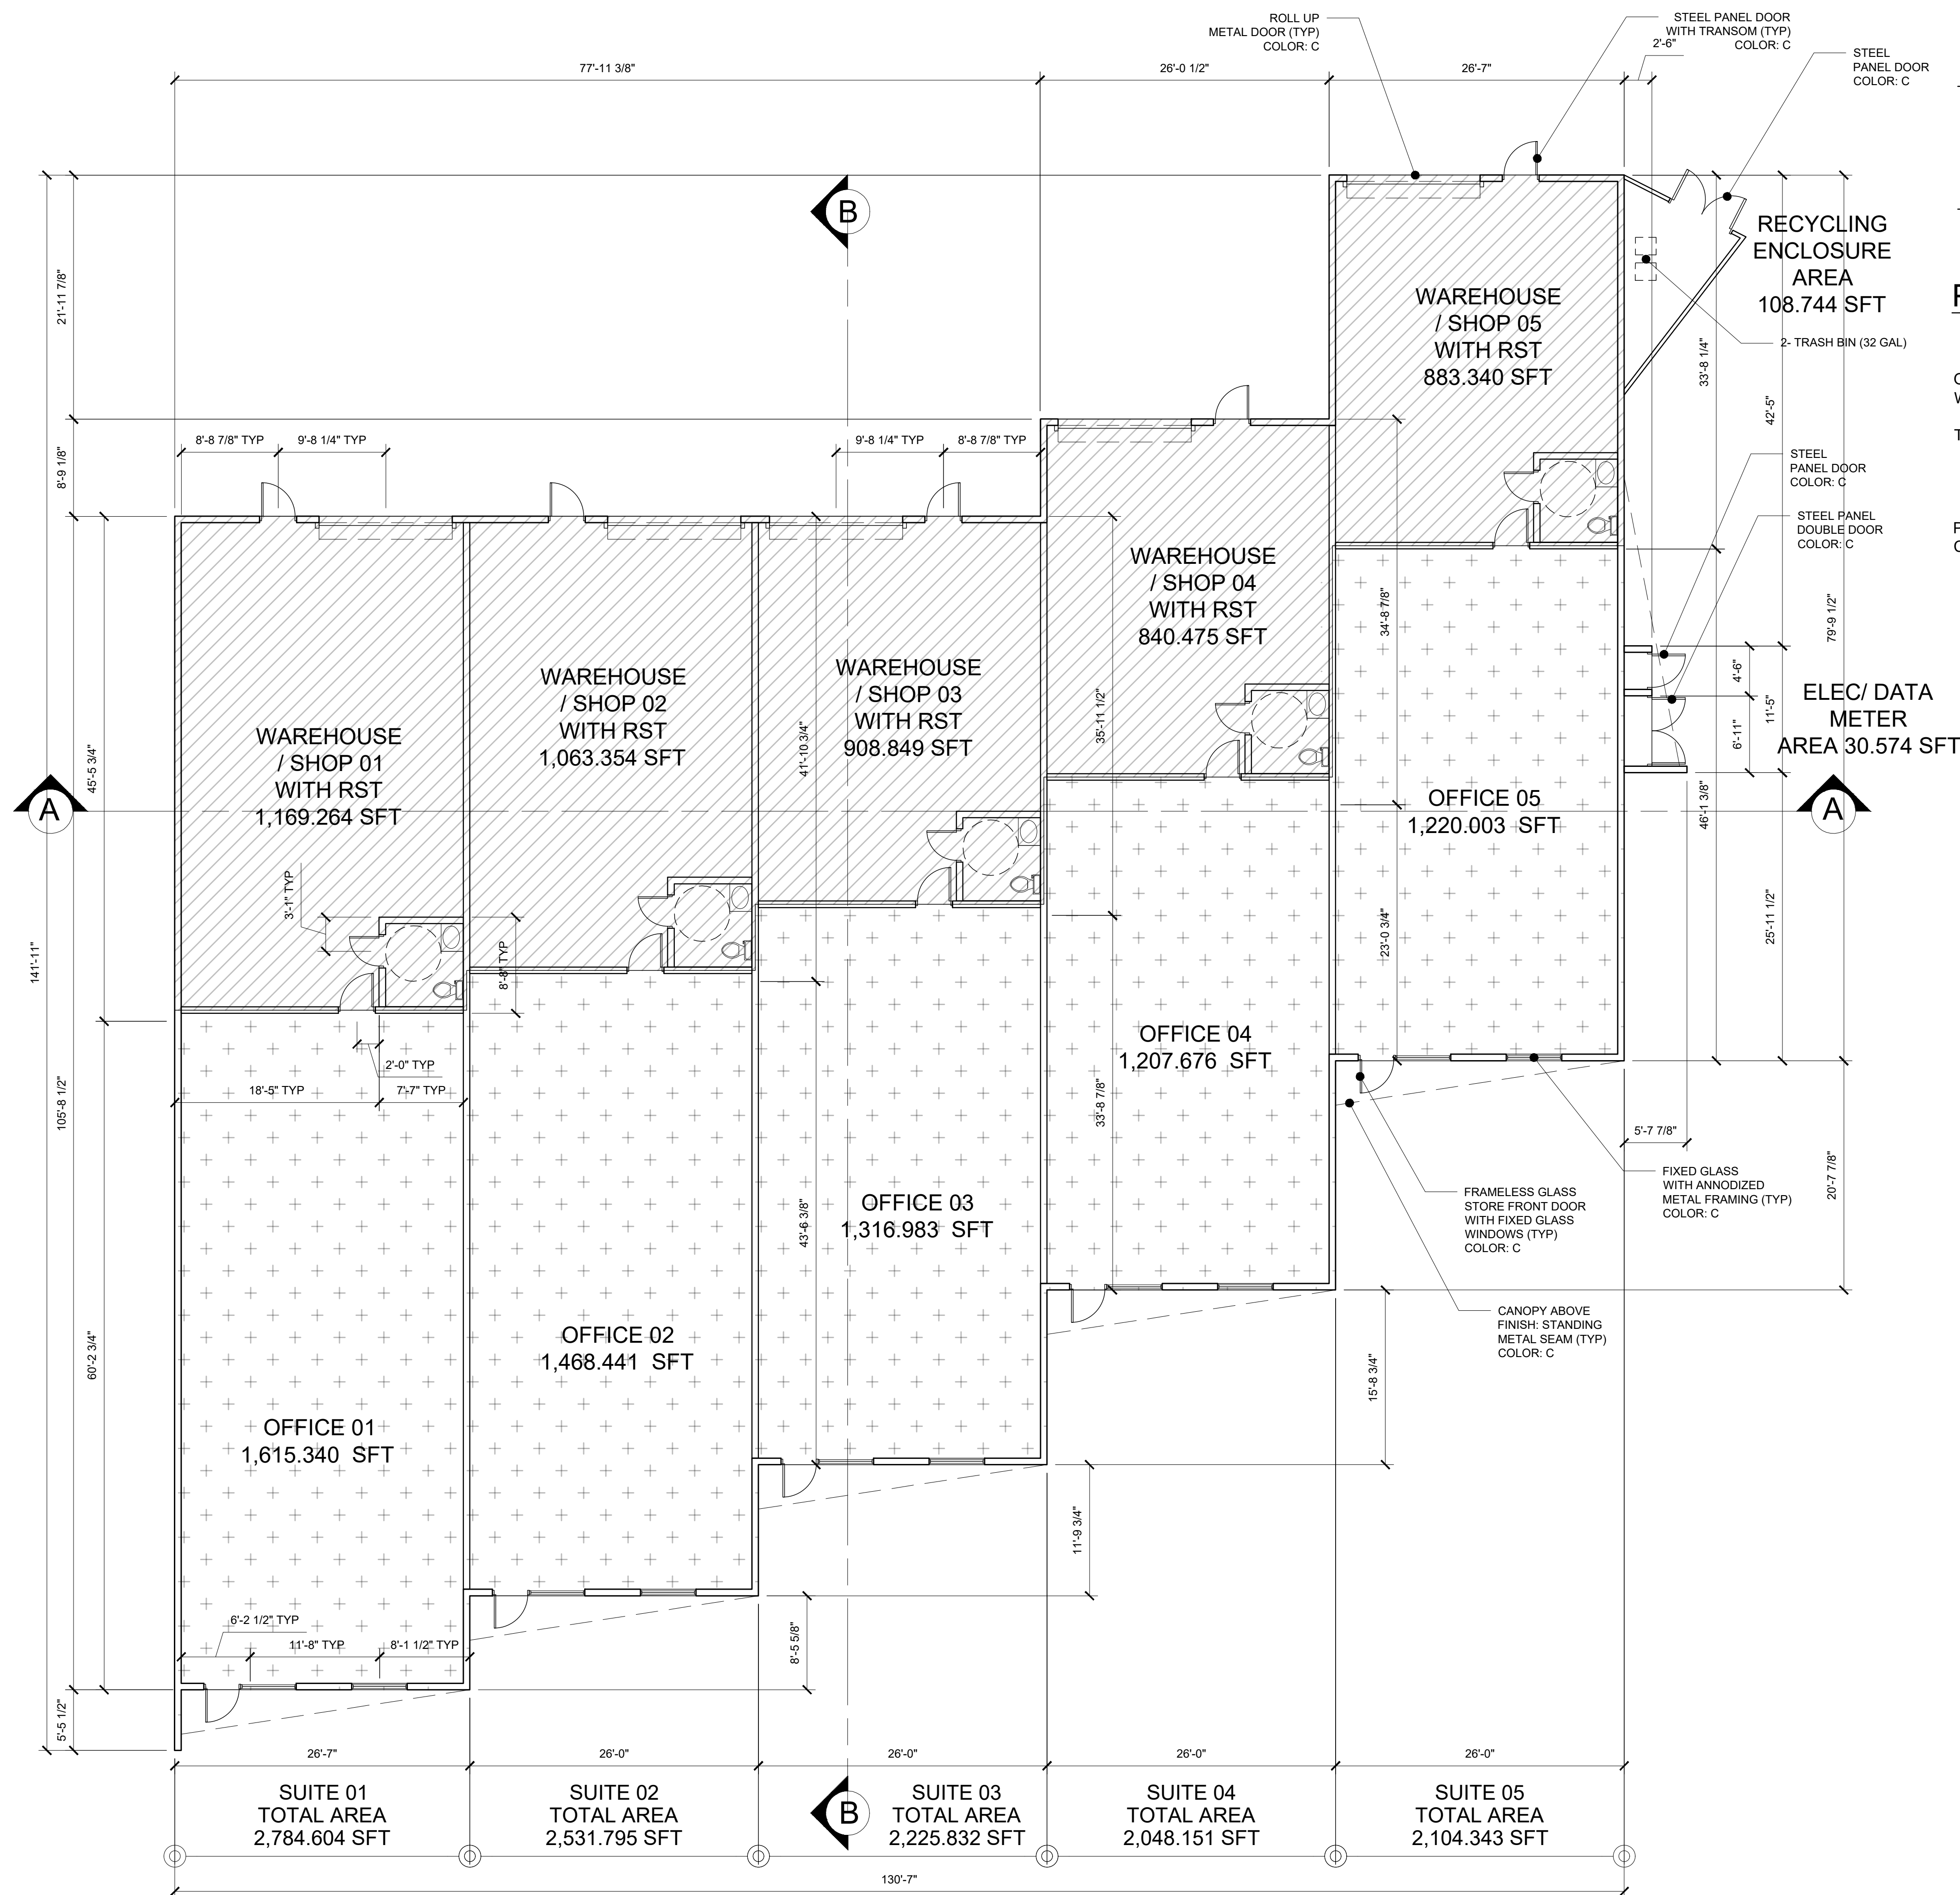 ROLL UP
METAL DOOR (TYP)
COLOR: C
STEEL PANEL DOOR
WITH TRANSOM (TYP)
COLOR: C
2'-6"
STEEL
PANEL DOOR
COLOR: C
77'-11 3/8"
26'-0 1/2"
26'-7"
B
RECYCLING
ENCLOSURE
AREA
108.744 SFT
2- TRASH BIN (32 GAL)
WAREHOUSE
/ SHOP 05
WITH RST
883.340 SFT
21'-11 7/8"
8'-9 1/8"
33'-8 1/4"
42'-5"
79'-9 1/2"
8'-8 7/8" TYP
9'-8 1/4" TYP
9'-8 1/4" TYP
8'-8 7/8" TYP
STEEL
PANEL DOOR
COLOR: C
STEEL PANEL
DOUBLE DOOR
COLOR: C
WAREHOUSE
/ SHOP 04
WITH RST
840.475 SFT
34'-8 7/8"
WAREHOUSE
/ SHOP 03
WITH RST
908.849 SFT
WAREHOUSE
/ SHOP 02
WITH RST
1,063.354 SFT
WAREHOUSE
/ SHOP 01
WITH RST
1,169.264 SFT
45'-5 3/4"
41'-10 3/4"
35'-11 1/2"
4'-6"
6'-11"
11'-5"
ELEC/ DATA
METER
AREA 30.574 SFT
A
A
OFFICE 05
1,220.003 SFT
46'-1 3/8"
3'-1" TYP
8'-8" TYP
23'-0 3/4"
25'-11 1/2"
141'-11"
105'-8 1/2"
2'-0" TYP
18'-5" TYP
7'-7" TYP
OFFICE 04
1,207.676 SFT
33'-8 7/8"
5'-7 7/8"
20'-7 7/8"
FIXED GLASS
WITH ANNODIZED
METAL FRAMING (TYP)
COLOR: C
FRAMELESS GLASS
STORE FRONT DOOR
WITH FIXED GLASS
WINDOWS (TYP)
COLOR: C
OFFICE 03
1,316.983 SFT
43'-6 3/8"
CANOPY ABOVE
FINISH: STANDING
METAL SEAM (TYP)
COLOR: C
OFFICE 02
1,468.441 SFT
60'-2 3/4"
15'-8 3/4"
OFFICE 01
1,615.340 SFT
11'-9 3/4"
6'-2 1/2" TYP
11'-8" TYP
8'-1 1/2" TYP
8'-5 5/8"
5'-5 1/2"
26'-7"
26'-0"
26'-0"
26'-0"
26'-0"
SUITE 01
TOTAL AREA
2,784.604 SFT
SUITE 02
TOTAL AREA
2,531.795 SFT
B
SUITE 03
TOTAL AREA
2,225.832 SFT
SUITE 04
TOTAL AREA
2,048.151 SFT
SUITE 05
TOTAL AREA
2,104.343 SFT
130'-7"